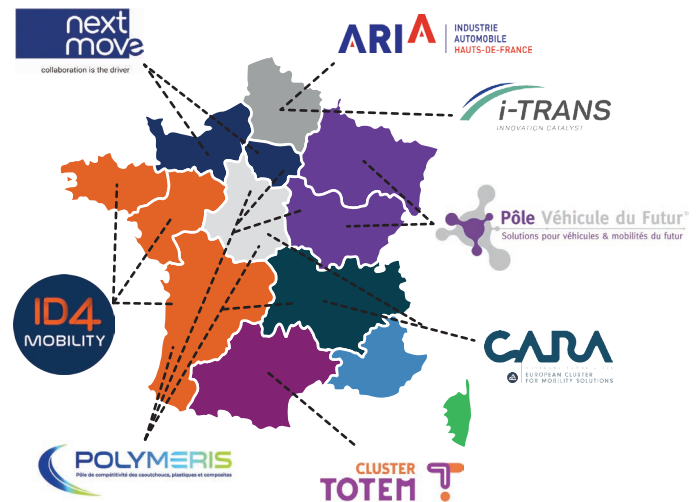 next
move
collaboration is the driver
ARIA
INDUSTRIE
AUTOMOBILE
HAUTS-DE-FRANCE
i-TRANS
INNOVATION CATALYST
Pôle Véhicule du Futur
Solutions pour véhicules & mobilités du futur
ID4
MOBILITY
CARA
EUROPEAN CLUSTER
FOR MOBILITY SOLUTIONS
POLYMERIS
Pôle de compétitivité des caoutchoucs, plastiques et composites
CLUSTER
TOTEM